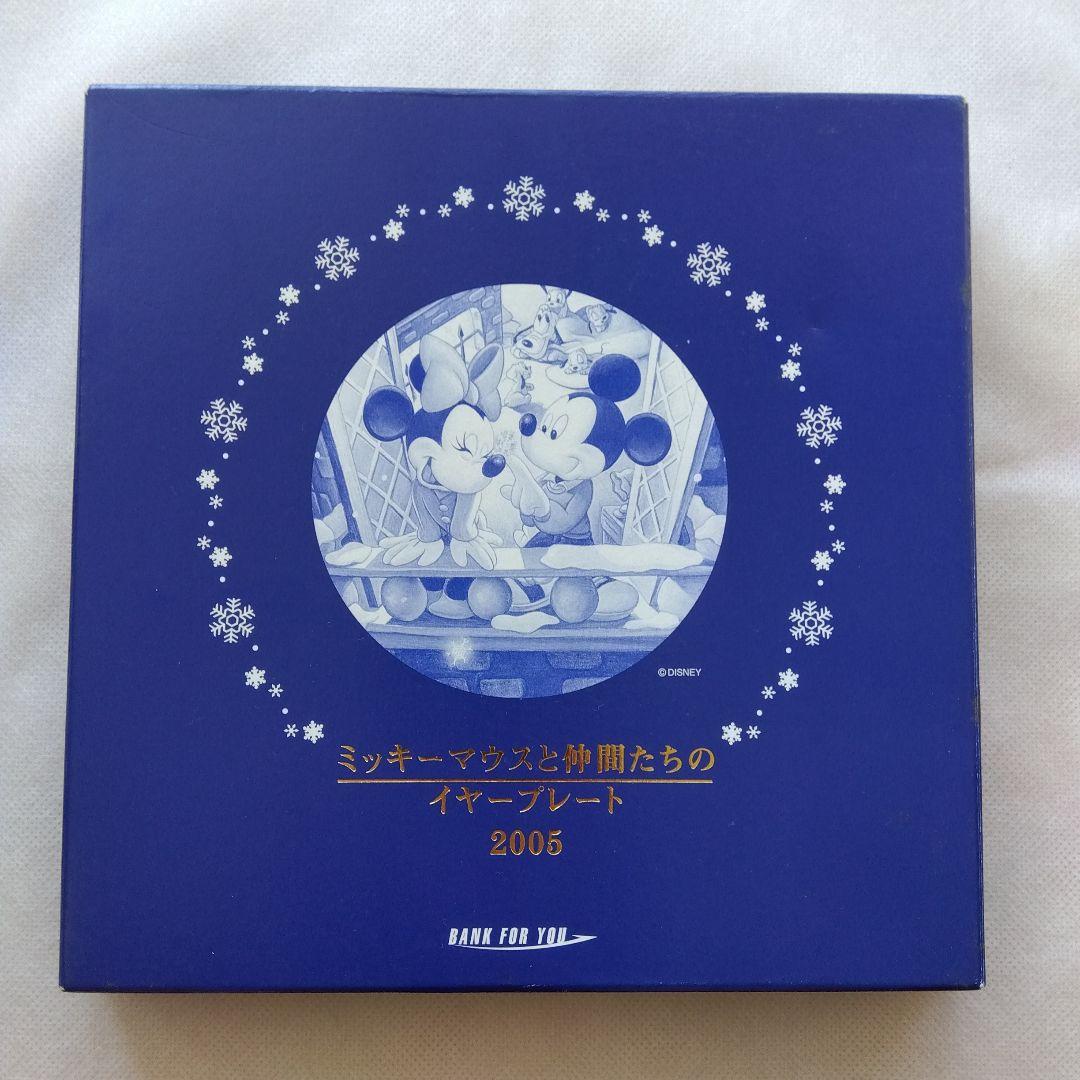 ©DISNEY
ミッキーマウスと仲間たちの
イヤープレート
2005
BANK FOR YOU